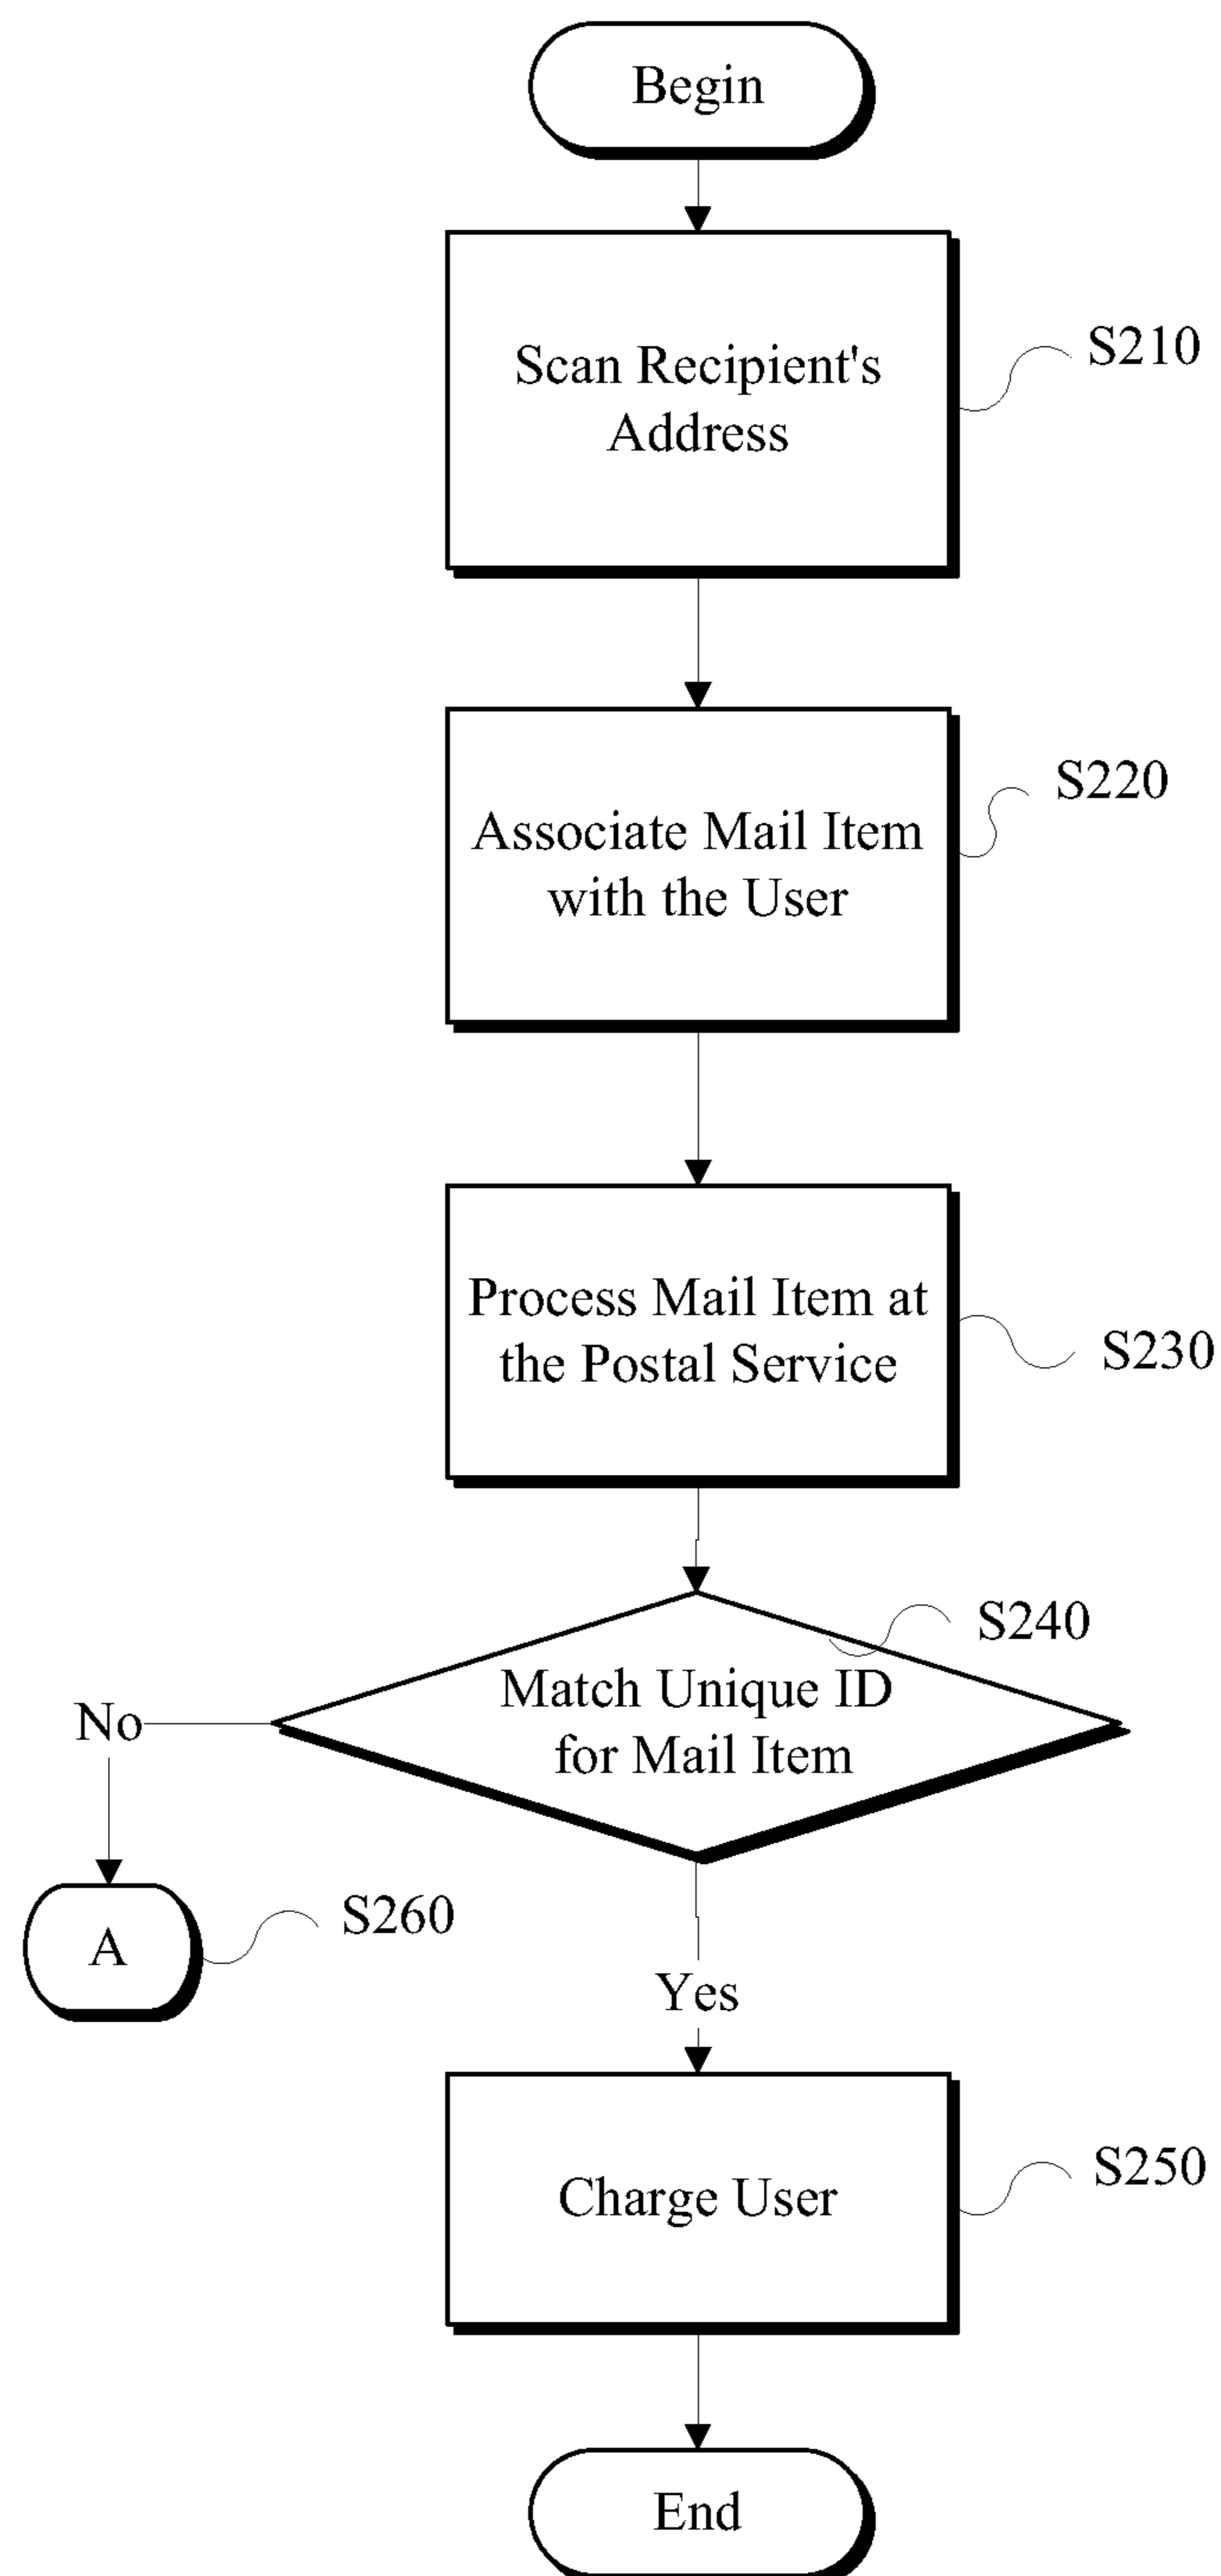 Begin
Scan Recipient's
Address
S210
Associate Mail Item
with the User
S220
Process Mail Item at
the Postal Service
S230
S240
Match Unique ID
for Mail Item
No
A
S260
Yes
Charge User
S250
End